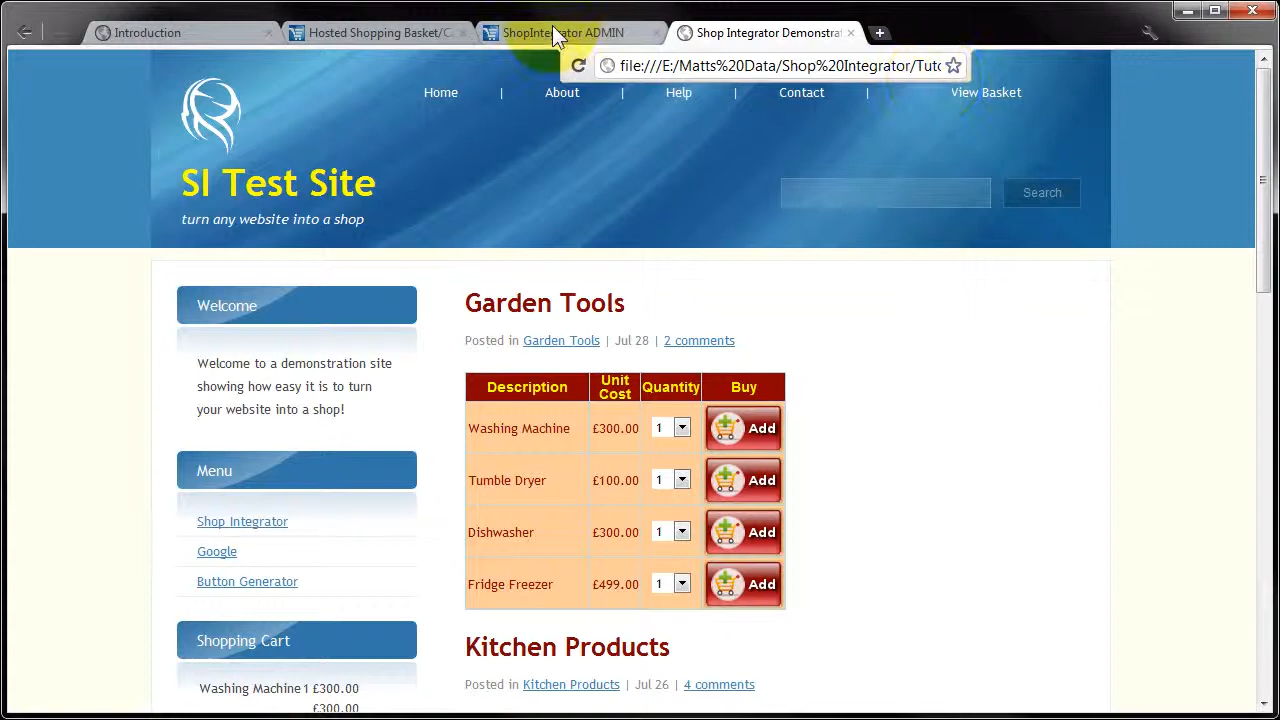 Introduction
Hosted Shopping Basket/C
ShopIntegrator ADMIN
Shop Integrator Demonstrat
file:///E:/Matts%20Data/Shop%20Integrator/Tuto
Home | About | Help | Contact | View Basket
SI Test Site
turn any website into a shop
Search
Welcome
Welcome to a demonstration site
showing how easy it is to turn
your website into a shop!
Menu
Shop Integrator
Google
Button Generator
Shopping Cart
Washing Machine 1 £300.00
£300.00
Garden Tools
Posted in Garden Tools | Jul 28 | 2 comments
Description Unit Cost Quantity Buy
Washing Machine £300.00 1 Add
Tumble Dryer £100.00 1 Add
Dishwasher £300.00 1 Add
Fridge Freezer £499.00 1 Add
Kitchen Products
Posted in Kitchen Products | Jul 26 | 4 comments